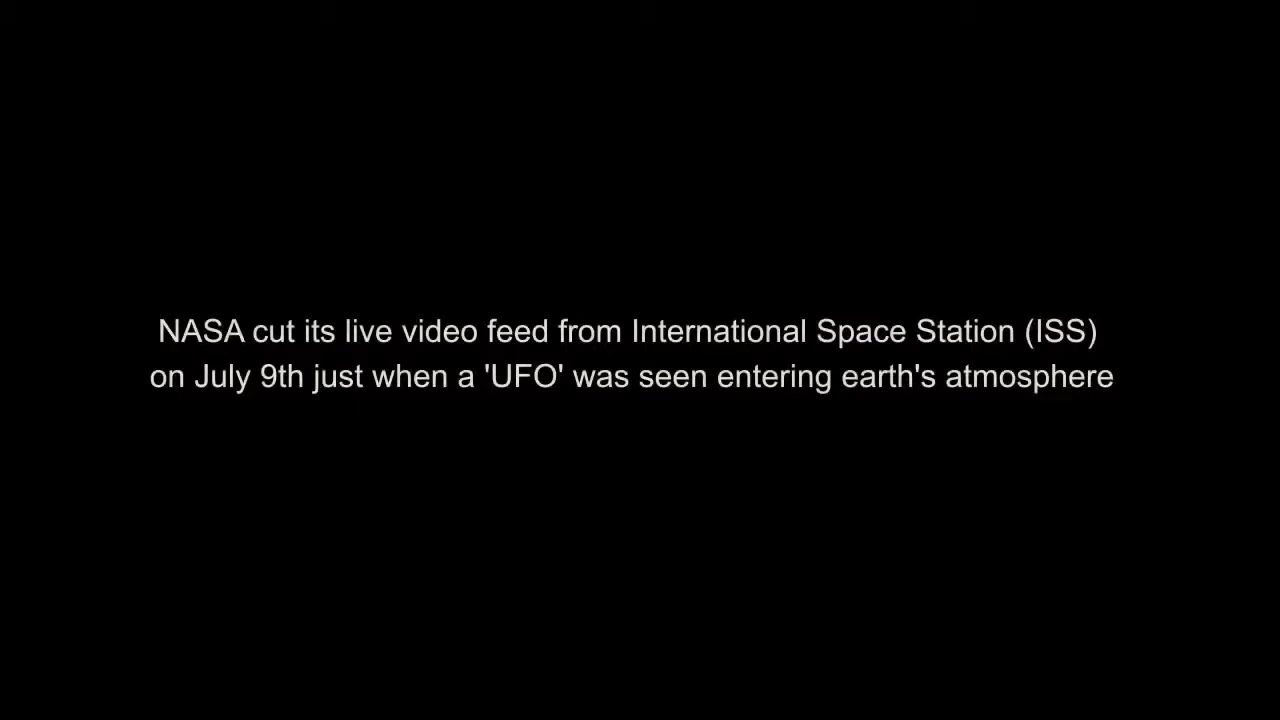 NASA cut its live video feed from International Space Station (ISS)
on July 9th just when a 'UFO' was seen entering earth's atmosphere